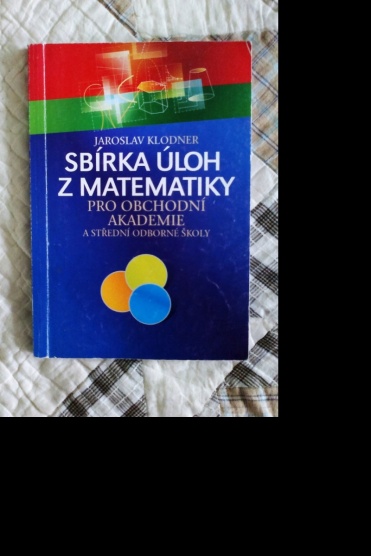 JAROSLAV KLODNER
SBÍRKA ÚLOH
Z MATEMATIKY
PRO OBCHODNÍ
AKADEMIE
A STŘEDNÍ ODBORNÉ ŠKOLY